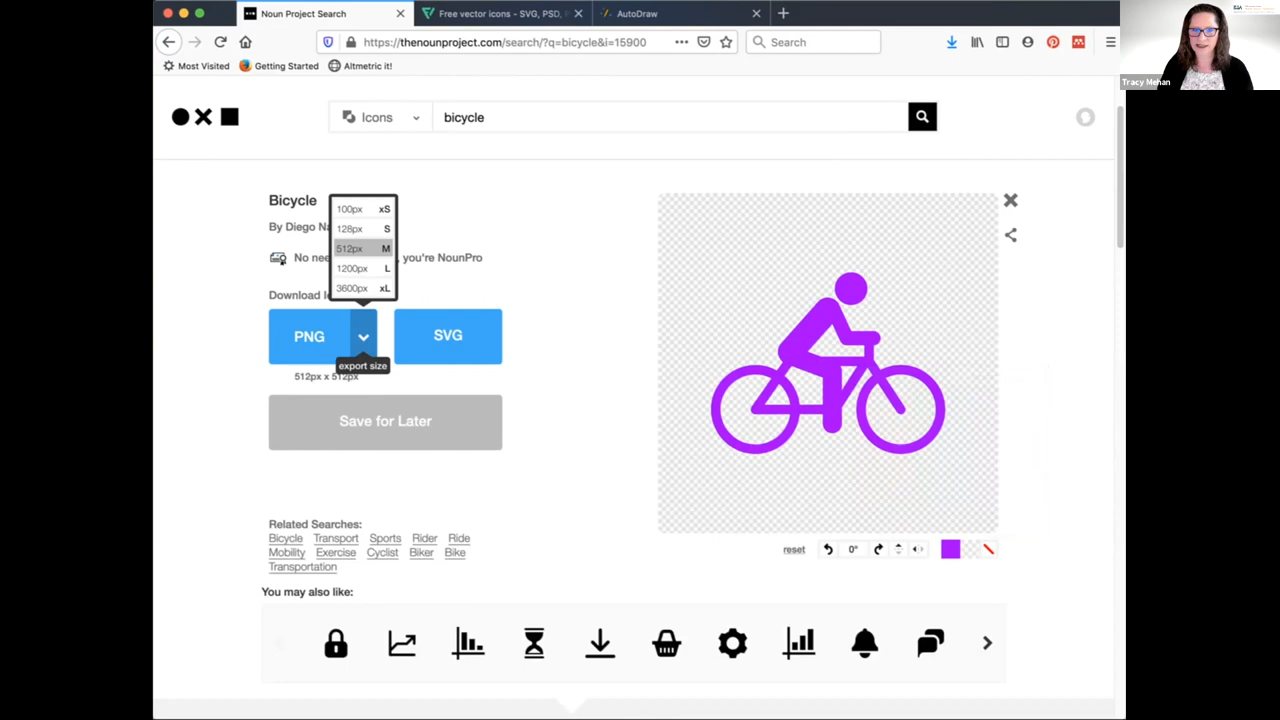 Noun Project Search
Free vector icons - SVG, PSD,
AutoDraw
https://thenounproject.com/search/?q=bicycle&i=15900
Search
Most Visited
Getting Started
Altmetric it!
Tracy Mehan
Icons
bicycle
Bicycle
By Diego Na
100px xS
128px S
512px M
1200px L
3600px xL
No nee , you're NounPro
Download
PNG
SVG
export size
512px x 512px
Save for Later
Related Searches:
Bicycle Transport Sports Rider Ride
Mobility Exercise Cyclist Biker Bike
Transportation
reset
0°
You may also like: